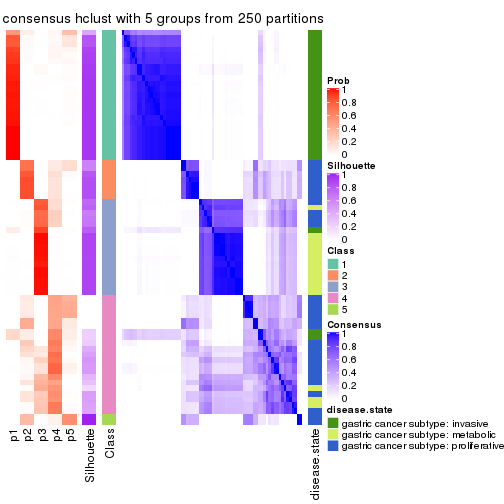 consensus hclust with 5 groups from 250 partitions
Prob
1
0.8
0.6
0.4
0.2
0
Silhouette
1
0.8
0.6
0.4
0.2
0
Class
1
2
3
4
5
Consensus
1
0.8
0.6
0.4
0.2
0
disease.state
gastric cancer subtype: invasive
gastric cancer subtype: metabolic
gastric cancer subtype: proliferative
p1
p2
p3
p4
p5
Silhouette
Class
disease.state